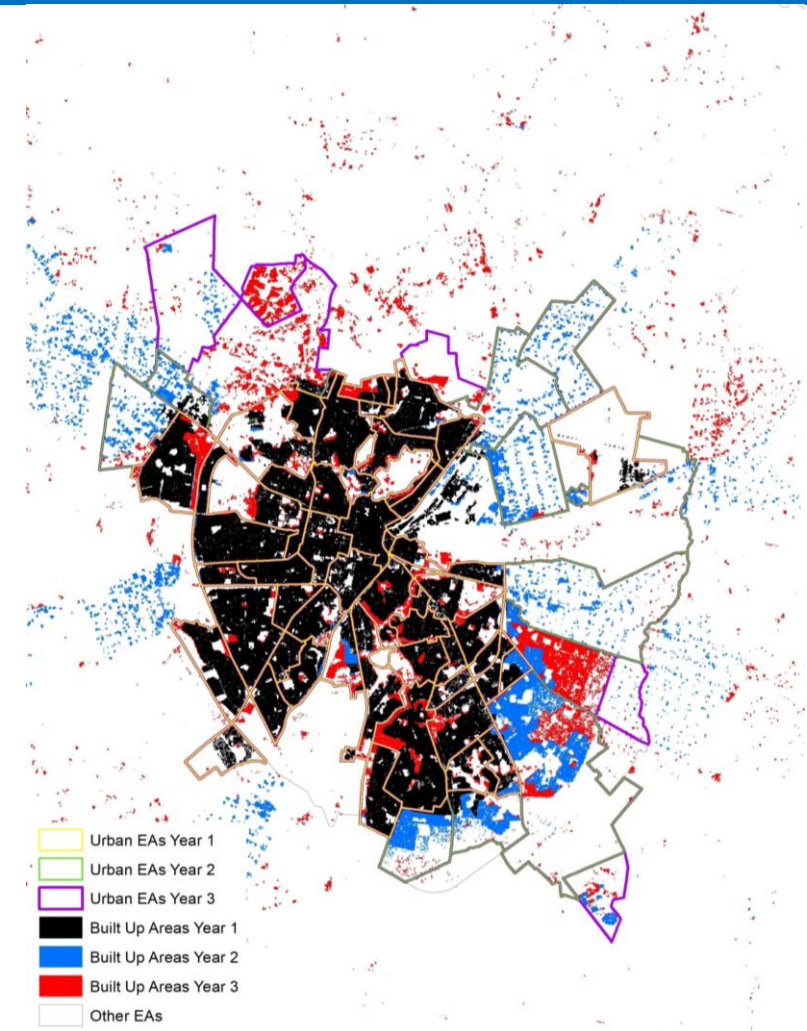 Urban EAs Year 1
Urban EAs Year 2
Urban EAs Year 3
Built Up Areas Year 1
Built Up Areas Year 2
Built Up Areas Year 3
Other EAs